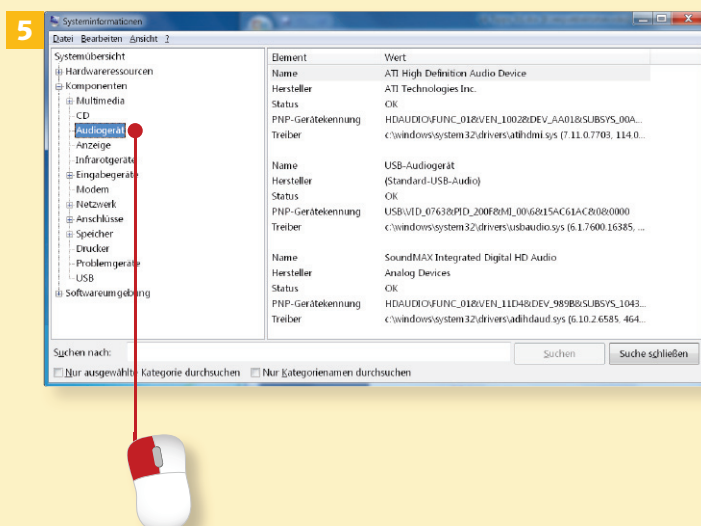 5
Systeminformationen
Datei Bearbeiten Ansicht ?
Systemübersicht
Hardwareressourcen
Komponenten
Multimedia
CD
Audiogerät
Anzeige
Infrarotgeräte
Eingabegeräte
Modem
Netzwerk
Anschlüsse
Speicher
Drucker
Problemgeräte
USB
Softwareumgebung
Element Wert
Name ATI High Definition Audio Device
Hersteller ATI Technologies Inc.
Status OK
PNP-Gerätekennung HDAUDIO\FUNC_01&VEN_1002&DEV_AA01&SUBSYS_00A...
Treiber c:\windows\system32\drivers\atihdmi.sys (7.11.0.7703, 114,0...
Name USB-Audiogerät
Hersteller (Standard-USB-Audio)
Status OK
PNP-Gerätekennung USB\VID_0763&PID_200F&MI_00\6&15AC61AC&0&0000
Treiber c:\windows\system32\drivers\usbaudio.sys (6.1.7600.16385, ...
Name SoundMAX Integrated Digital HD Audio
Hersteller Analog Devices
Status OK
PNP-Gerätekennung HDAUDIO\FUNC_01&VEN_11D4&DEV_989B&SUBSYS_1043...
Treiber c:\windows\system32\drivers\adihdaud.sys (6.10.2.6585, 464...
Suchen nach: Suchen Suche schließen
Nur ausgewählte Kategorie durchsuchen Nur Kategorienamen durchsuchen